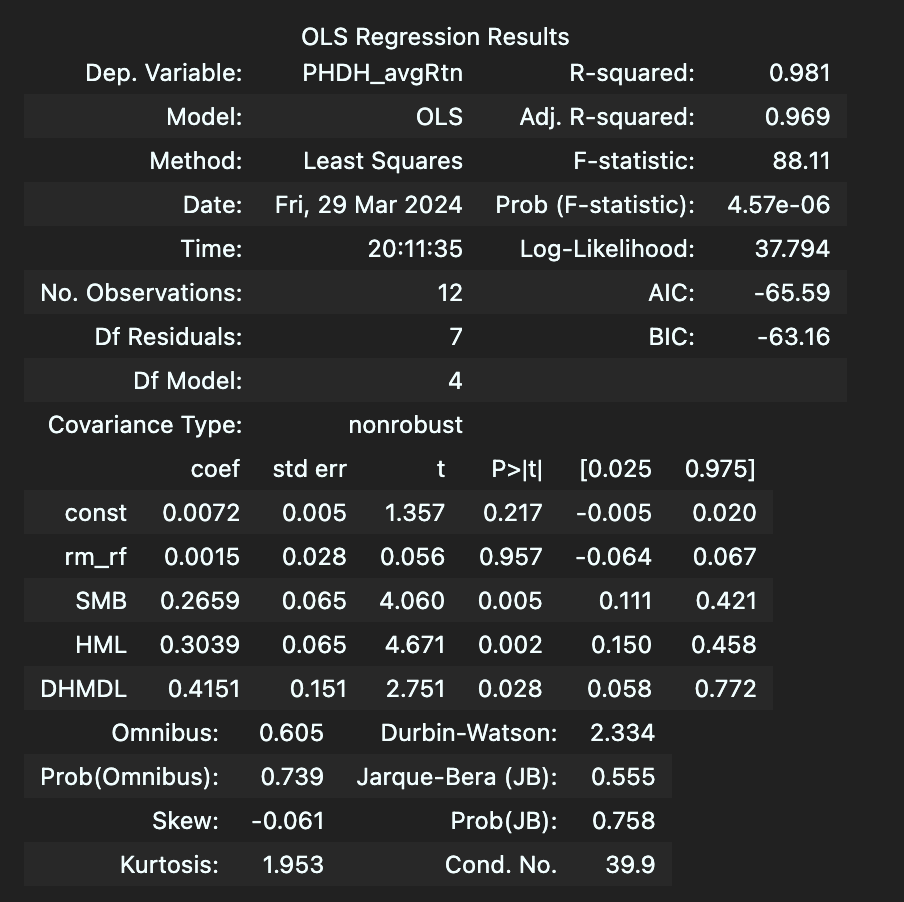 OLS Regression Results
Dep. Variable: PHDH_avgRtn R-squared: 0.981
Model: OLS Adj. R-squared: 0.969
Method: Least Squares F-statistic: 88.11
Date: Fri, 29 Mar 2024 Prob (F-statistic): 4.57e-06
Time: 20:11:35 Log-Likelihood: 37.794
No. Observations: 12 AIC: -65.59
Df Residuals: 7 BIC: -63.16
Df Model: 4
Covariance Type: nonrobust
coef std err t P>|t| [0.025 0.975]
const 0.0072 0.005 1.357 0.217 -0.005 0.020
rm_rf 0.0015 0.028 0.056 0.957 -0.064 0.067
SMB 0.2659 0.065 4.060 0.005 0.111 0.421
HML 0.3039 0.065 4.671 0.002 0.150 0.458
DHMDL 0.4151 0.151 2.751 0.028 0.058 0.772
Omnibus: 0.605 Durbin-Watson: 2.334
Prob(Omnibus): 0.739 Jarque-Bera (JB): 0.555
Skew: -0.061 Prob(JB): 0.758
Kurtosis: 1.953 Cond. No. 39.9